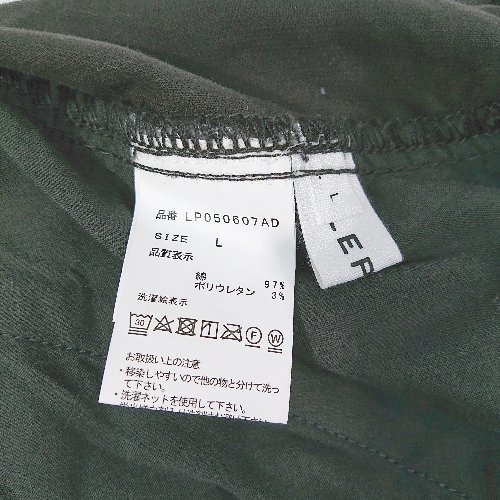 品番 LP050607AD
SIZE L
品質表示
綿 97%
ポリウレタン 3%
洗濯絵表示
30 F W
お取扱い上の注意
・移染しやすいので他の物と分けて洗っ
て下さい。
・洗濯ネットを使用して下さい。
LER
L